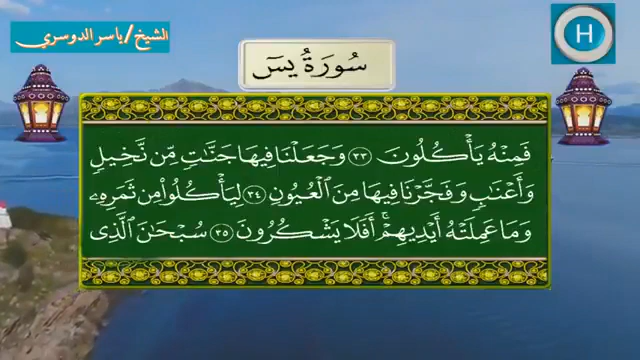 الشيخ/ياسر الدوسري
H
سُورَةُ يسٓ
فَمِنْهُ يَأْكُلُونَ ٣٣ وَجَعَلْنَا فِيهَا جَنَّٰتٍ مِّن نَّخِيلٍ
وَأَعْنَٰبٍ وَفَجَّرْنَا فِيهَا مِنَ ٱلْعُيُونِ ٣٤ لِيَأْكُلُوا۟ مِن ثَمَرِهِۦ
وَمَا عَمِلَتْهُ أَيْدِيهِمْ ۖ أَفَلَا يَشْكُرُونَ ٣٥ سُبْحَٰنَ ٱلَّذِى